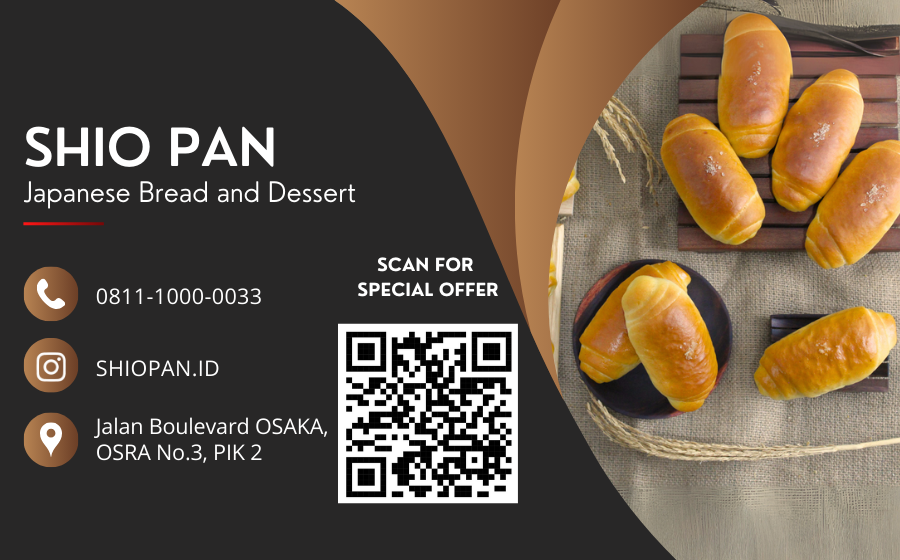 SHIO PAN
Japanese Bread and Dessert
0811-1000-0033
SHIOPAN.ID
Jalan Boulevard OSAKA,
OSRA No.3, PIK 2
SCAN FOR
SPECIAL OFFER